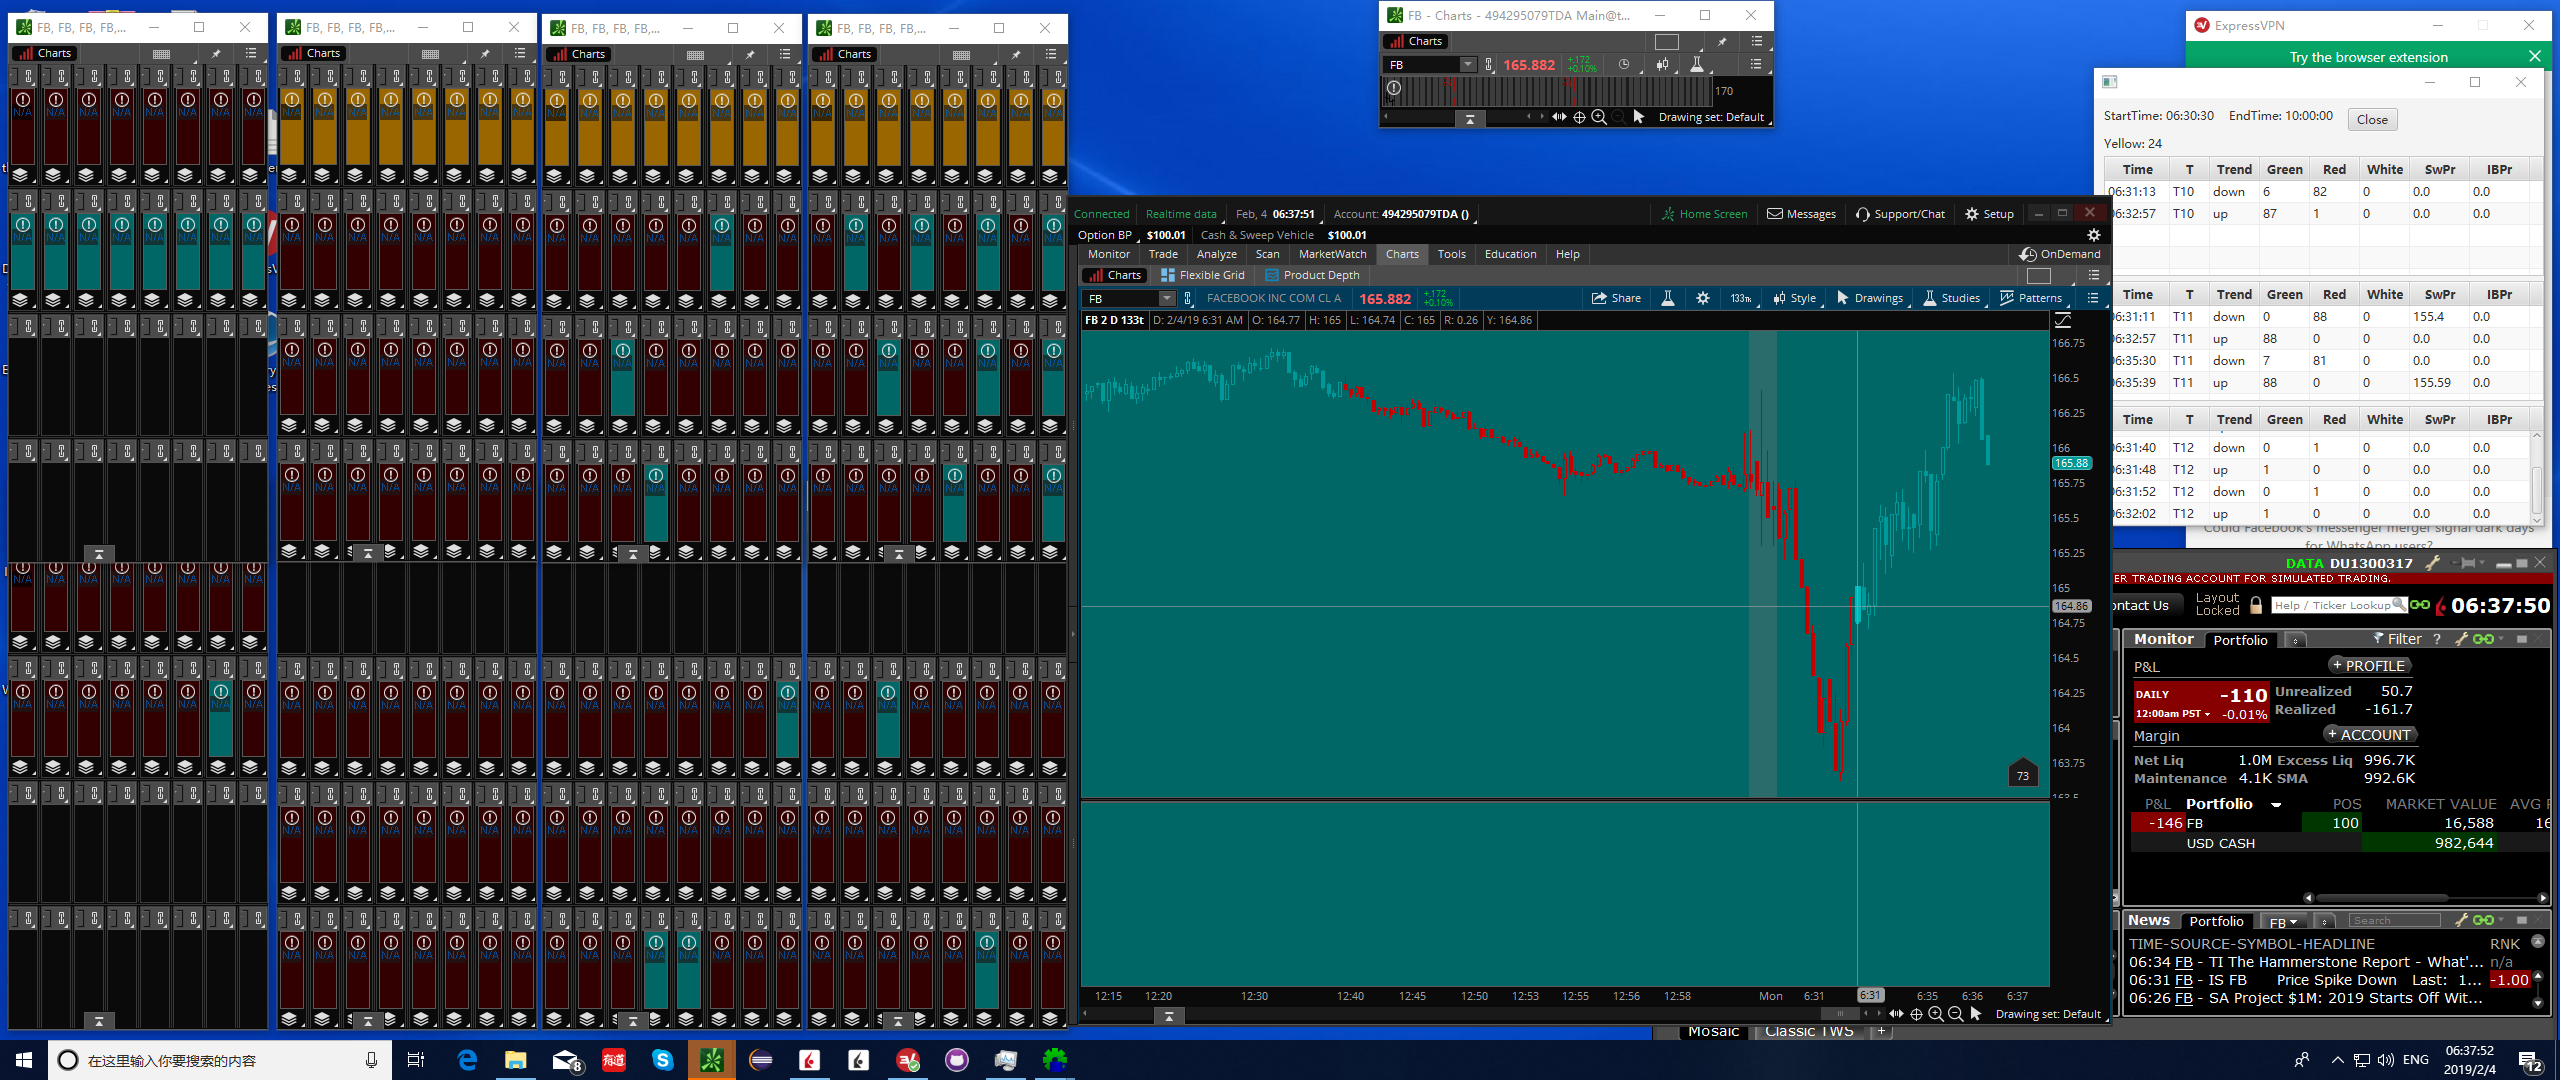 FB, FB, FB, FB,...
Charts
FB, FB, FB, FB,...
Charts
FB, FB, FB, FB,...
Charts
FB, FB, FB, FB,...
Charts
FB - Charts - 494295079TDA Main@t...
Charts
FB 165.882 +.172 +0.10%
170
Drawing set: Default
ExpressVPN
Try the browser extension
StartTime: 06:30:30 EndTime: 10:00:00 Close
Yellow: 24
Time T Trend Green Red White SwPr IBPr
06:31:13 T10 down 6 82 0 0.0 0.0
06:32:57 T10 up 87 1 0 0.0 0.0
Time T Trend Green Red White SwPr IBPr
06:31:11 T11 down 0 88 0 155.4 0.0
06:32:57 T11 up 88 0 0 0.0 0.0
06:35:30 T11 down 7 81 0 0.0 0.0
06:35:39 T11 up 88 0 0 155.59 0.0
Time T Trend Green Red White SwPr IBPr
06:31:40 T12 down 0 1 0 0.0 0.0
06:31:48 T12 up 1 0 0 0.0 0.0
06:31:52 T12 down 0 1 0 0.0 0.0
06:32:02 T12 up 1 0 0 0.0 0.0
Could Facebook's messenger merger signal dark days
for WhatsApp users?
Connected Realtime data Feb, 4 06:37:51 Account: 494295079TDA () Home Screen Messages Support/Chat Setup
Option BP $100.01 Cash & Sweep Vehicle $100.01
Monitor Trade Analyze Scan MarketWatch Charts Tools Education Help OnDemand
Charts Flexible Grid Product Depth
FB FACEBOOK INC COM CL A 165.882 +.172 +0.10% Share 133tk Style Drawings Studies Patterns
FB 2 D 133t D: 2/4/19 6:31 AM O: 164.77 H: 165 L: 164.74 C: 165 R: 0.26 Y: 164.86
166.75
166.5
166.25
166
165.88
165.75
165.5
165.25
165
164.86
164.75
164.5
164.25
164
163.75
163.5
73
12:15 12:20 12:30 12:40 12:45 12:50 12:53 12:55 12:56 12:58 Mon 6:31 6:31 6:35 6:36 6:37
Drawing set: Default
DATA DU1300317
ER TRADING ACCOUNT FOR SIMULATED TRADING.
ontact Us Layout Locked Help / Ticker Lookup 06:37:50
Monitor Portfolio Filter ?
P&L + PROFILE
DAILY -110 Unrealized 50.7
12:00am PST -0.01% Realized -161.7
Margin + ACCOUNT
Net Liq 1.0M Excess Liq 996.7K
Maintenance 4.1K SMA 992.6K
P&L Portfolio POS MARKET VALUE AVG
-146 FB 100 16,588 16
USD CASH 982,644
News Portfolio FB Search
TIME-SOURCE-SYMBOL-HEADLINE RNK
06:34 FB - TI The Hammerstone Report - What'... n/a
06:31 FB - IS FB Price Spike Down Last: 1... -1.00
06:26 FB - SA Project $1M: 2019 Starts Off Wit...
Mosaic Classic TWS +
在这里输入你要搜索的内容
8
有道
ENG
06:37:52
2019/2/4
12